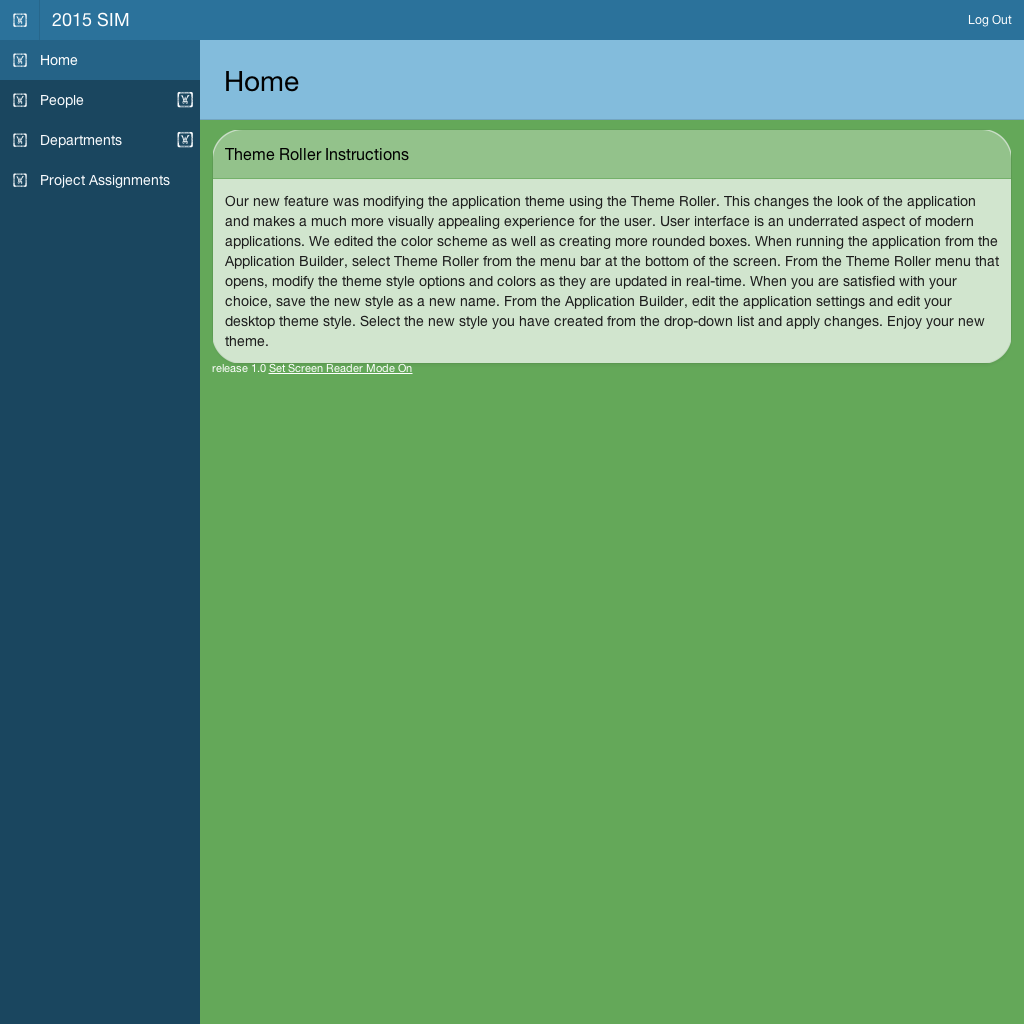 2015 SIM
Log Out
Home
People
Departments
Project Assignments
Home
Theme Roller Instructions
Our new feature was modifying the application theme using the Theme Roller. This changes the look of the application
and makes a much more visually appealing experience for the user. User interface is an underrated aspect of modern
applications. We edited the color scheme as well as creating more rounded boxes. When running the application from the
Application Builder, select Theme Roller from the menu bar at the bottom of the screen. From the Theme Roller menu that
opens, modify the theme style options and colors as they are updated in real-time. When you are satisfied with your
choice, save the new style as a new name. From the Application Builder, edit the application settings and edit your
desktop theme style. Select the new style you have created from the drop-down list and apply changes. Enjoy your new
theme.
release 1.0 Set Screen Reader Mode On